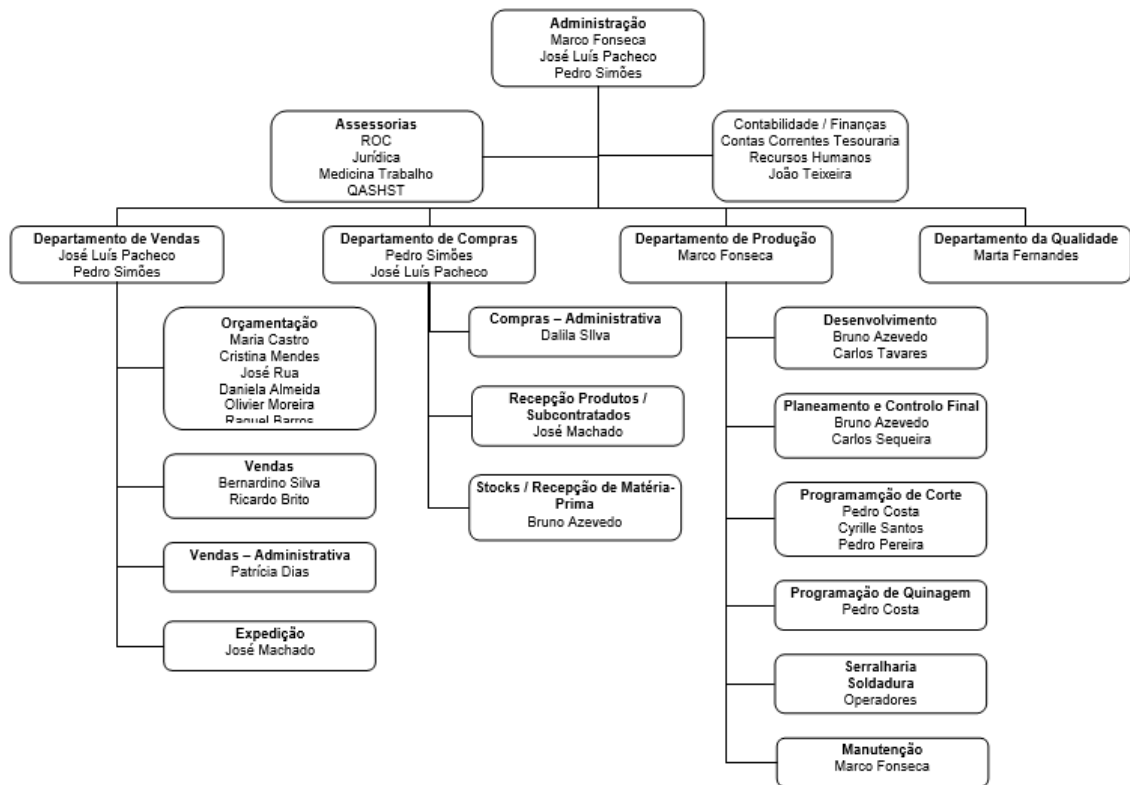 Administração
Marco Fonseca
José Luís Pacheco
Pedro Simões
Assessorias
ROC
Jurídica
Medicina Trabalho
QASHST
Contabilidade / Finanças
Contas Correntes Tesouraria
Recursos Humanos
João Teixeira
Departamento de Vendas
José Luís Pacheco
Pedro Simões
Departamento de Compras
Pedro Simões
José Luís Pacheco
Departamento de Produção
Marco Fonseca
Departamento da Qualidade
Marta Fernandes
Orçamentação
Maria Castro
Cristina Mendes
José Rua
Daniela Almeida
Olivier Moreira
Raquel Barros
Vendas
Bernardino Silva
Ricardo Brito
Vendas – Administrativa
Patrícia Dias
Expedição
José Machado
Compras – Administrativa
Dalila SIlva
Recepção Produtos /
Subcontratados
José Machado
Stocks / Recepção de Matéria-
Prima
Bruno Azevedo
Desenvolvimento
Bruno Azevedo
Carlos Tavares
Planeamento e Controlo Final
Bruno Azevedo
Carlos Sequeira
Programamção de Corte
Pedro Costa
Cyrille Santos
Pedro Pereira
Programação de Quinagem
Pedro Costa
Serralharia
Soldadura
Operadores
Manutenção
Marco Fonseca